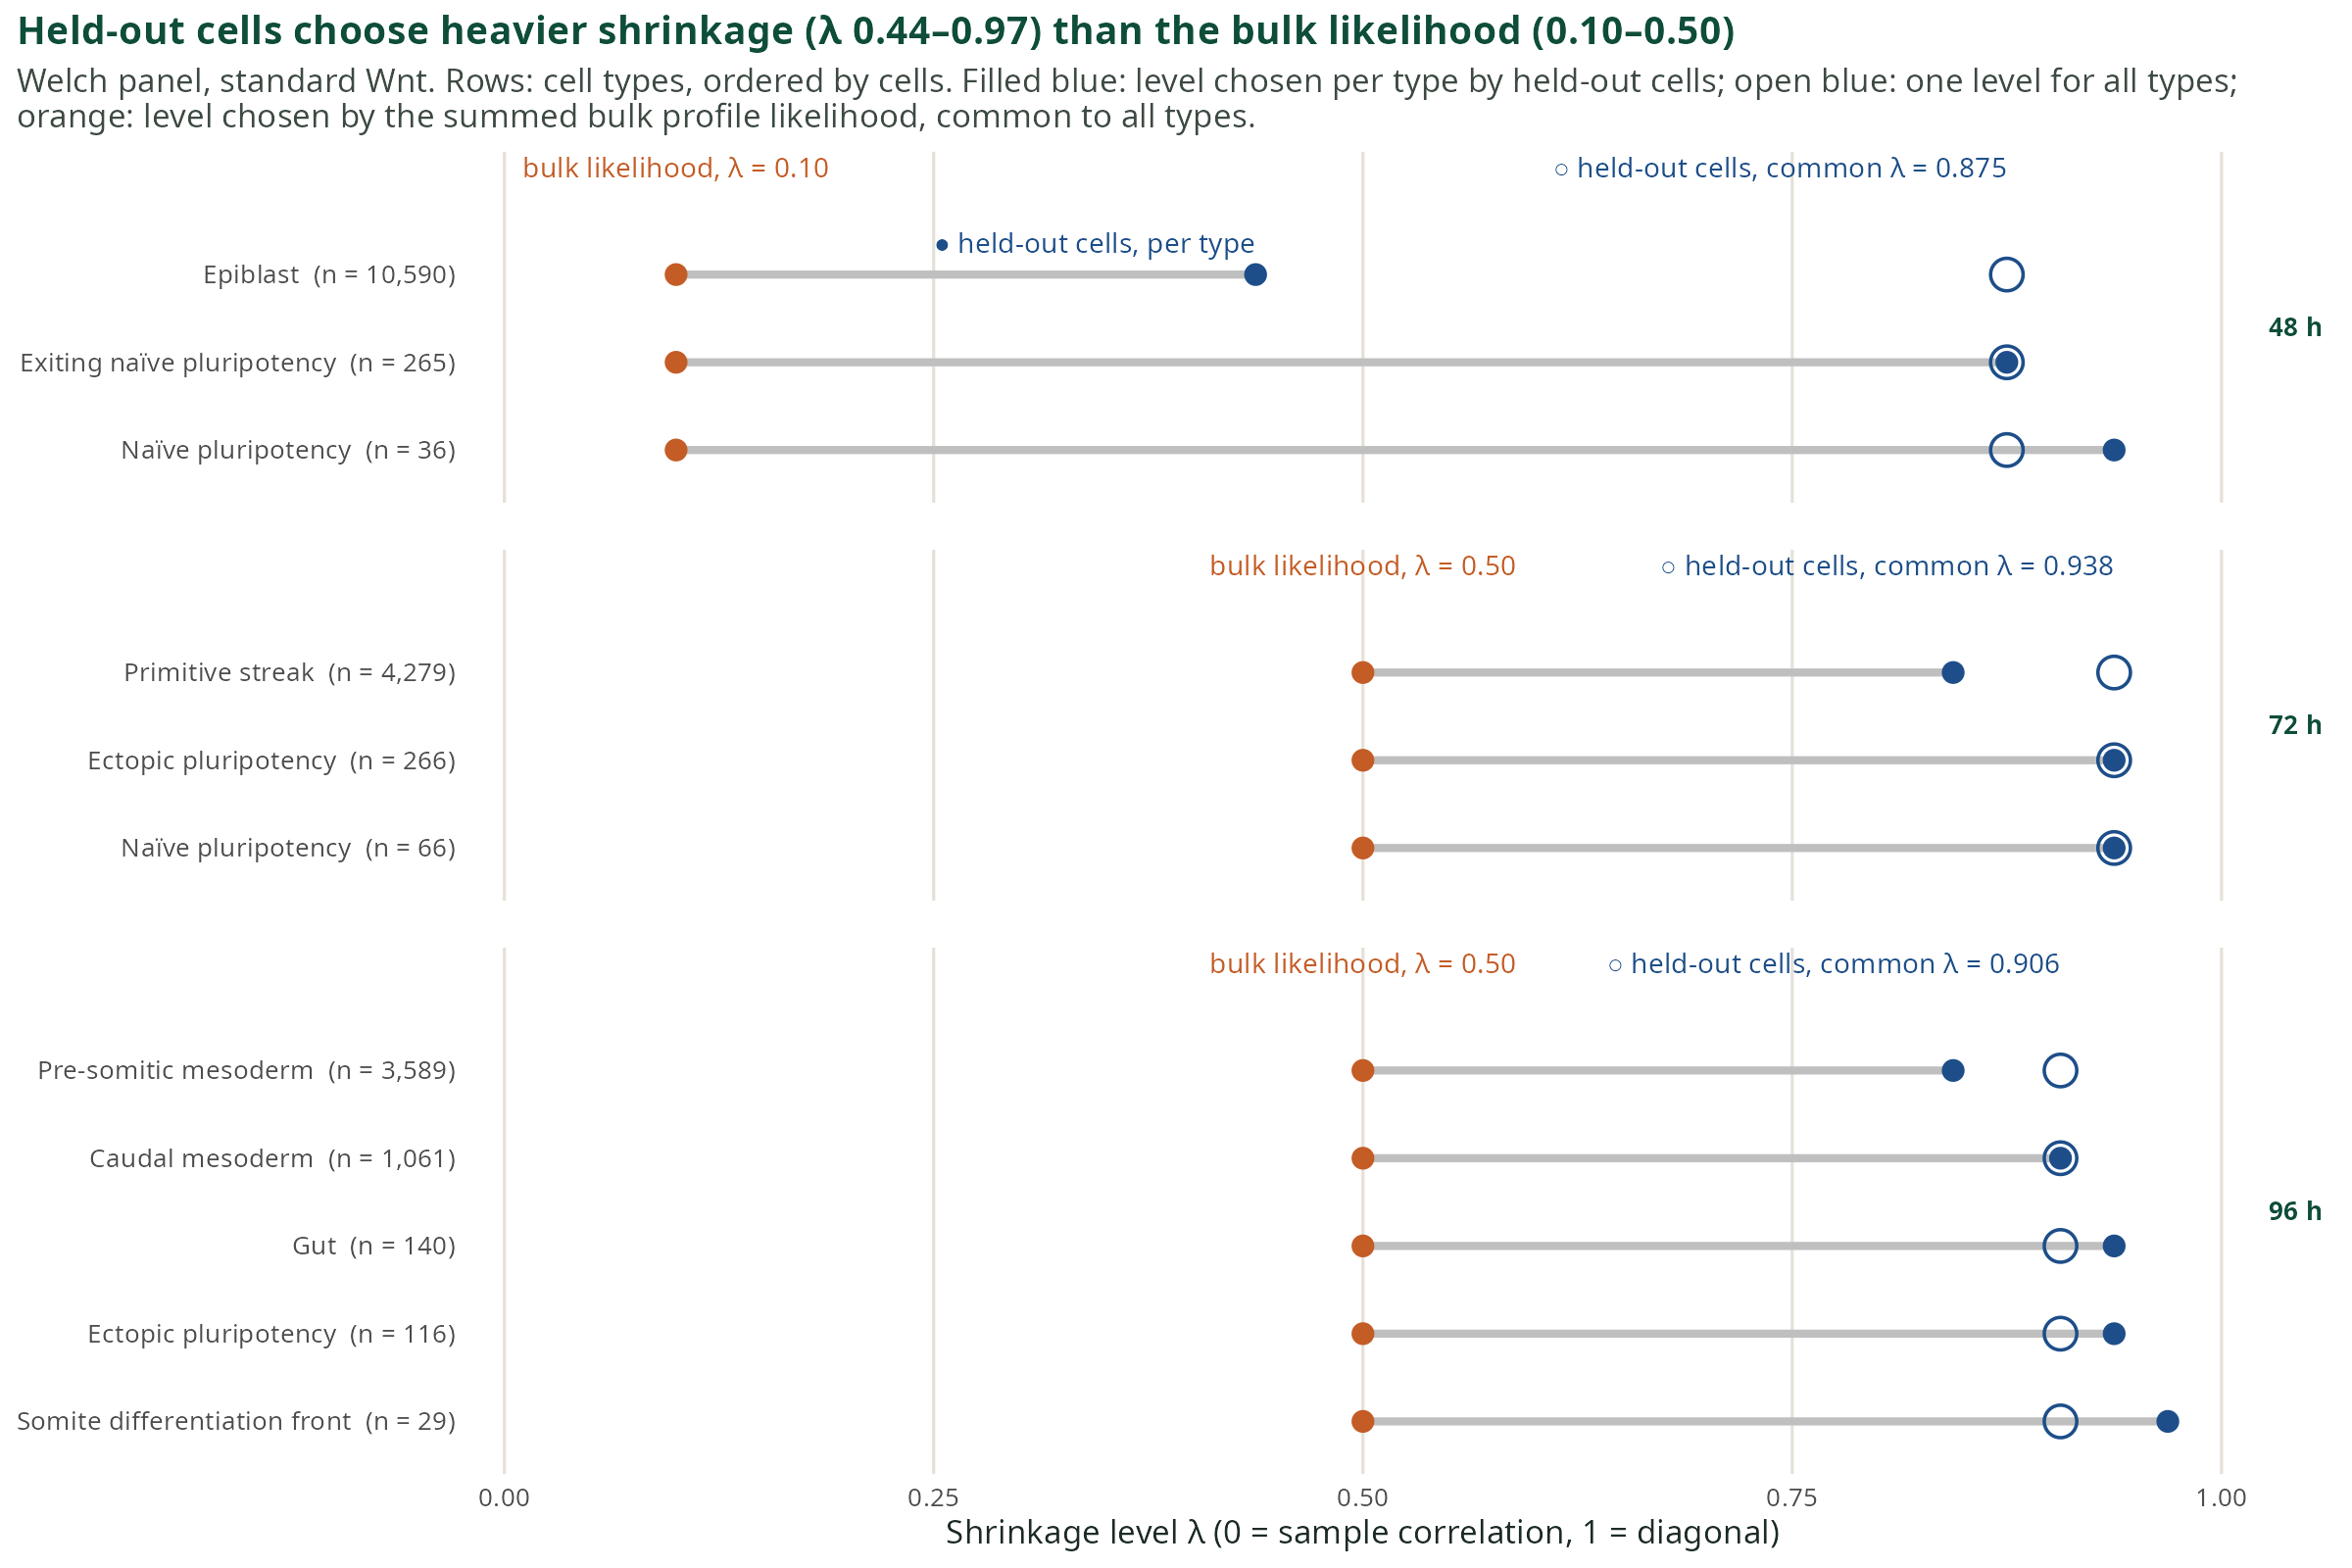 Held-out cells choose heavier shrinkage (λ 0.44–0.97) than the bulk likelihood (0.10–0.50)
Welch panel, standard Wnt. Rows: cell types, ordered by cells. Filled blue: level chosen per type by held-out cells; open blue: one level for all types;
orange: level chosen by the summed bulk profile likelihood, common to all types.
bulk likelihood, λ = 0.10
○ held-out cells, common λ = 0.875
● held-out cells, per type
Epiblast (n = 10,590)
Exiting naïve pluripotency (n = 265)
Naïve pluripotency (n = 36)
48 h
bulk likelihood, λ = 0.50
○ held-out cells, common λ = 0.938
Primitive streak (n = 4,279)
Ectopic pluripotency (n = 266)
Naïve pluripotency (n = 66)
72 h
bulk likelihood, λ = 0.50
○ held-out cells, common λ = 0.906
Pre-somitic mesoderm (n = 3,589)
Caudal mesoderm (n = 1,061)
Gut (n = 140)
Ectopic pluripotency (n = 116)
Somite differentiation front (n = 29)
96 h
0.00 0.25 0.50 0.75 1.00
Shrinkage level λ (0 = sample correlation, 1 = diagonal)